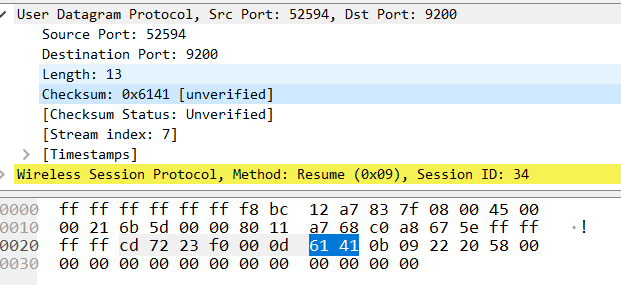 User Datagram Protocol, Src Port: 52594, Dst Port: 9200
Source Port: 52594
Destination Port: 9200
Length: 13
Checksum: 0x6141 [unverified]
[Checksum Status: Unverified]
[Stream index: 7]
[Timestamps]
Wireless Session Protocol, Method: Resume (0x09), Session ID: 34
0000 ff ff ff ff ff ff f8 bc 12 a7 83 7f 08 00 45 00
0010 00 21 6b 5d 00 00 80 11 a7 68 c0 a8 67 5e ff ff ·!
0020 ff ff cd 72 23 f0 00 0d 61 41 0b 09 22 20 58 00
0030 00 00 00 00 00 00 00 00 00 00 00 00